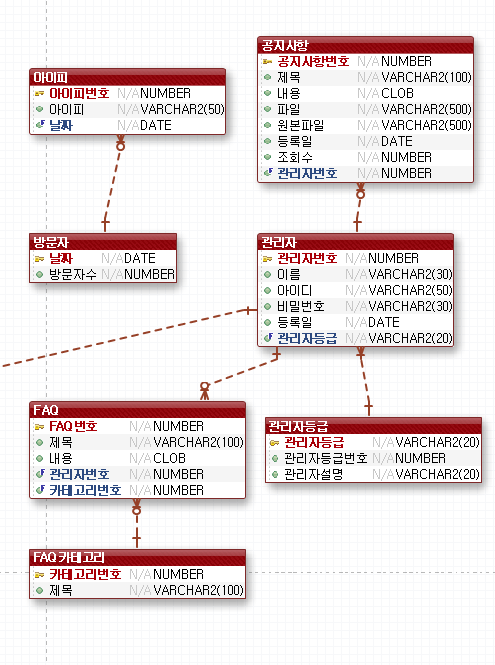 아이피
아이피번호 N/A NUMBER
아이피 N/A VARCHAR2(50)
날짜 N/A DATE
공지사항
공지사항번호 N/A NUMBER
제목 N/A VARCHAR2(100)
내용 N/A CLOB
파일 N/A VARCHAR2(500)
원본파일 N/A VARCHAR2(500)
등록일 N/A DATE
조회수 N/A NUMBER
관리자번호 N/A NUMBER
방문자
날짜 N/A DATE
방문자수 N/A NUMBER
관리자
관리자번호 N/A NUMBER
이름 N/A VARCHAR2(30)
아이디 N/A VARCHAR2(50)
비밀번호 N/A VARCHAR2(30)
등록일 N/A DATE
관리자등급 N/A VARCHAR2(20)
FAQ
FAQ번호 N/A NUMBER
제목 N/A VARCHAR2(100)
내용 N/A CLOB
관리자번호 N/A NUMBER
카테고리번호 N/A NUMBER
관리자등급
관리자등급 N/A VARCHAR2(20)
관리자등급번호 N/A NUMBER
관리자설명 N/A VARCHAR2(20)
FAQ카테고리
카테고리번호 N/A NUMBER
제목 N/A VARCHAR2(100)